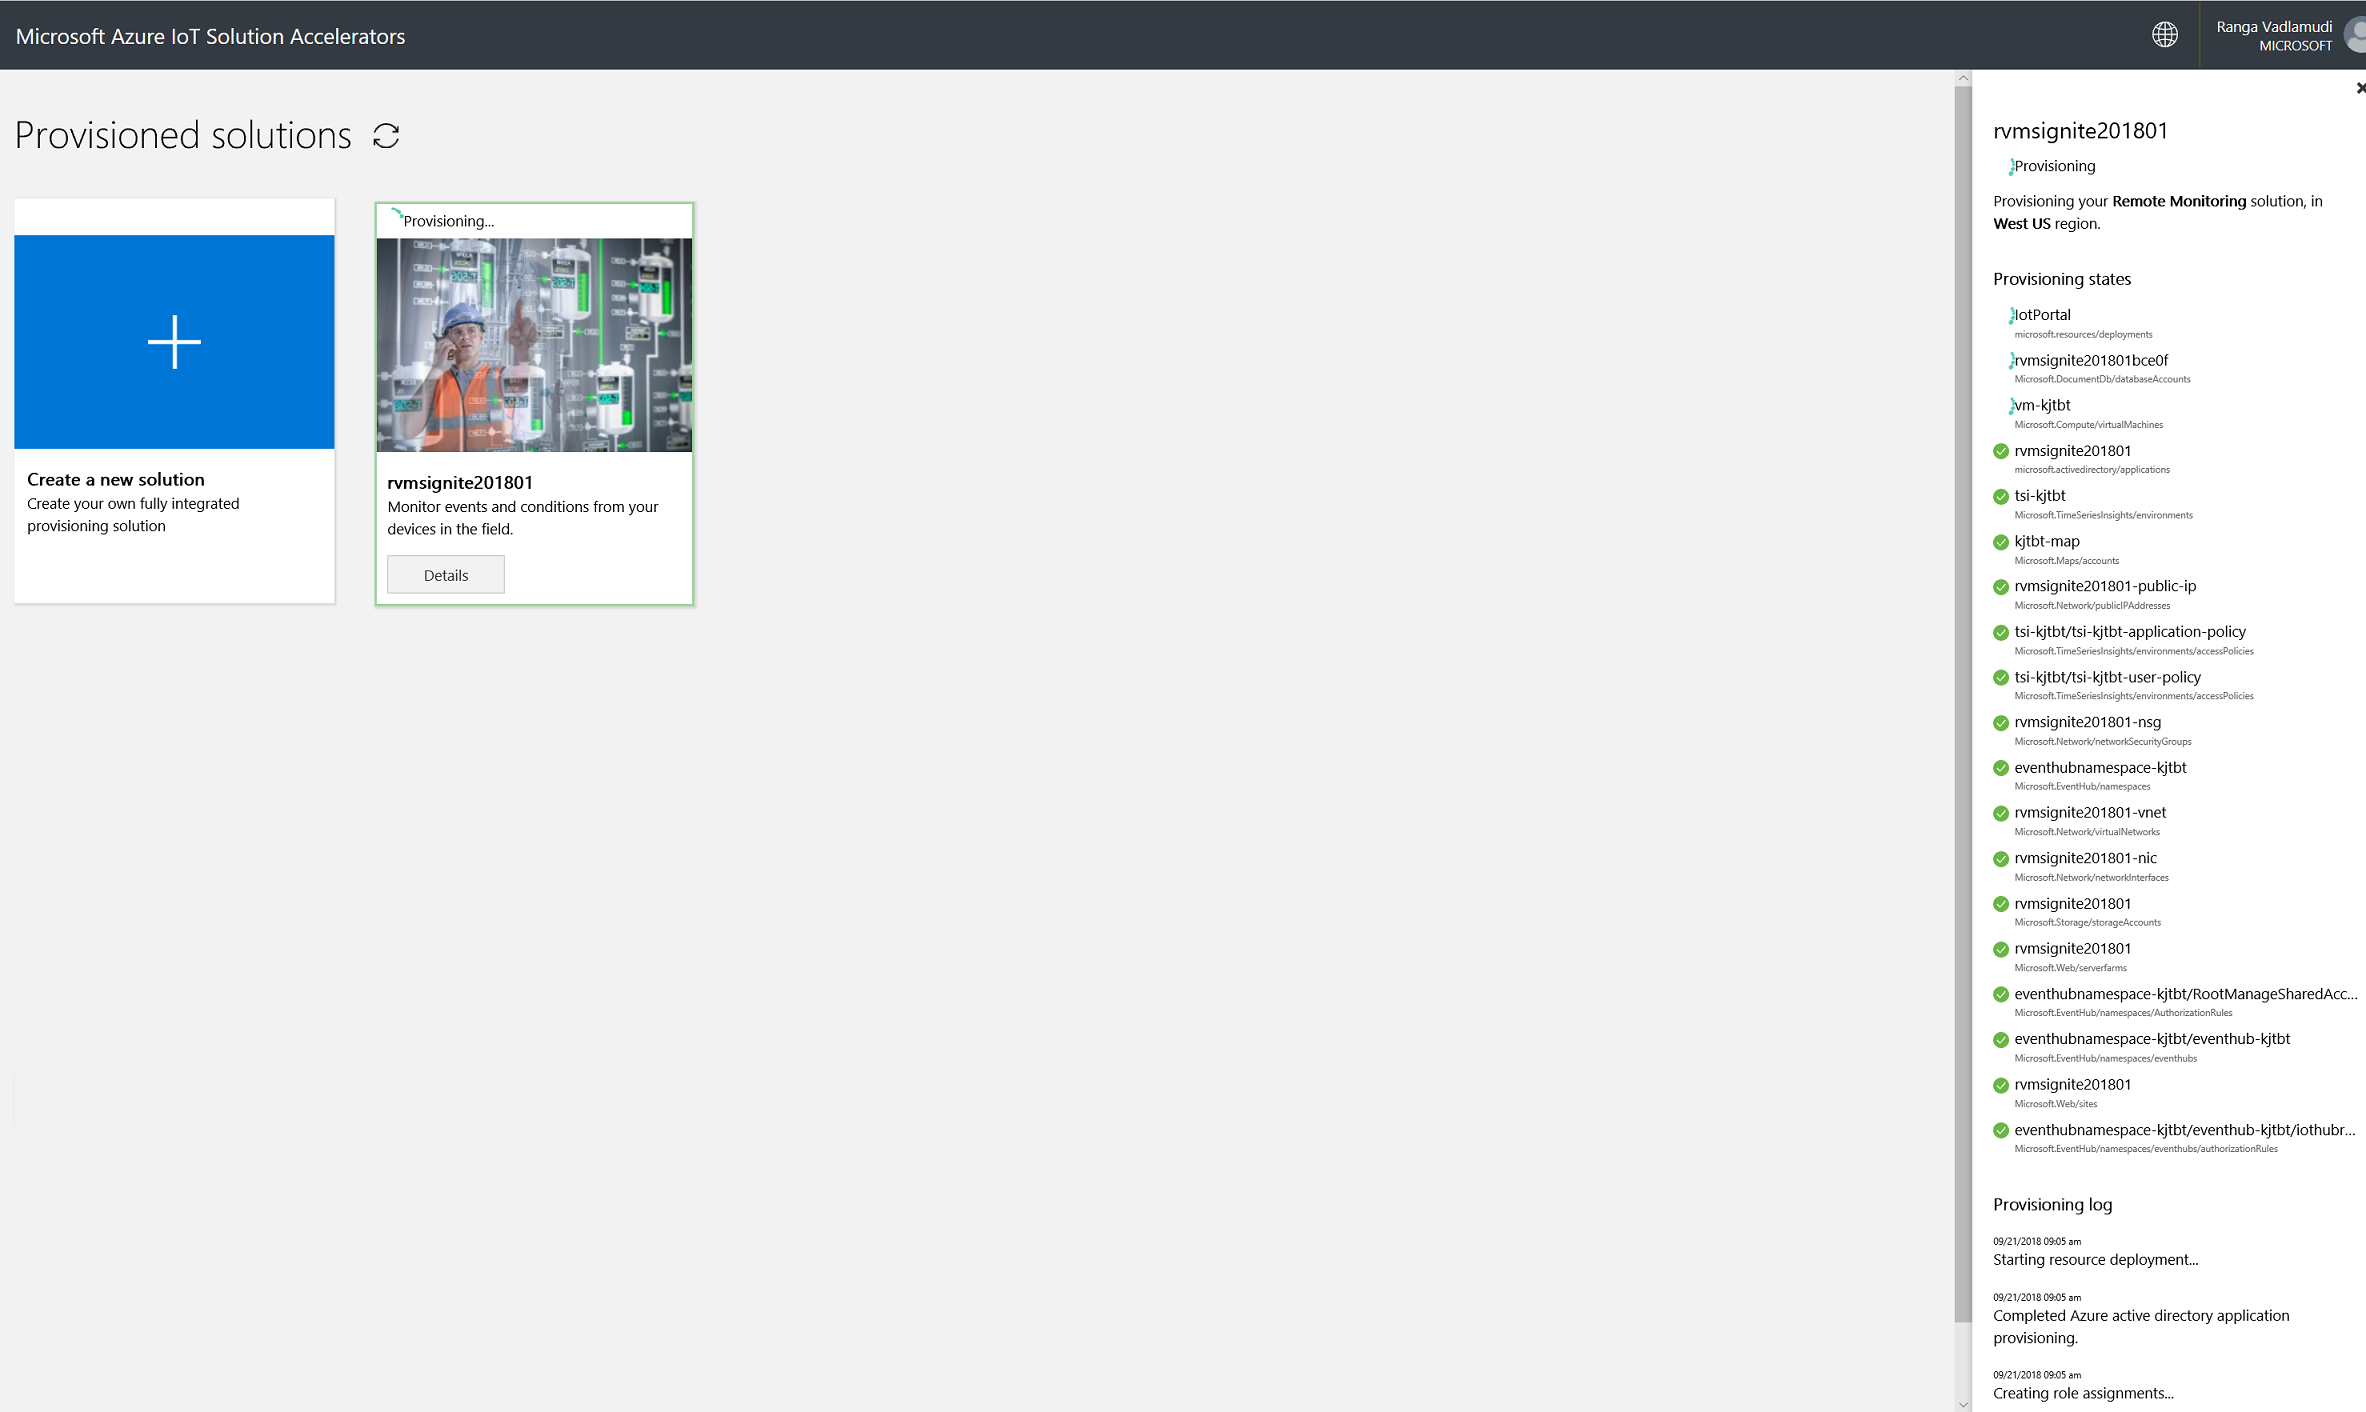 Microsoft Azure IoT Solution Accelerators
Ranga Vadlamudi
MICROSOFT
Provisioned solutions
Create a new solution
Create your own fully integrated
provisioning solution
Provisioning...
rvmsignite201801
Monitor events and conditions from your
devices in the field.
Details
rvmsignite201801
Provisioning
Provisioning your Remote Monitoring solution, in
West US region.
Provisioning states
IotPortal
microsoft.resources/deployments
rvmsignite201801bce0f
Microsoft.DocumentDb/databaseAccounts
vm-kjtbt
Microsoft.Compute/virtualMachines
rvmsignite201801
microsoft.activedirectory/applications
tsi-kjtbt
Microsoft.TimeSeriesInsights/environments
kjtbt-map
Microsoft.Maps/accounts
rvmsignite201801-public-ip
Microsoft.Network/publicIPAddresses
tsi-kjtbt/tsi-kjtbt-application-policy
Microsoft.TimeSeriesInsights/environments/accessPolicies
tsi-kjtbt/tsi-kjtbt-user-policy
Microsoft.TimeSeriesInsights/environments/accessPolicies
rvmsignite201801-nsg
Microsoft.Network/networkSecurityGroups
eventhubnamespace-kjtbt
Microsoft.EventHub/namespaces
rvmsignite201801-vnet
Microsoft.Network/virtualNetworks
rvmsignite201801-nic
Microsoft.Network/networkInterfaces
rvmsignite201801
Microsoft.Storage/storageAccounts
rvmsignite201801
Microsoft.Web/serverfarms
eventhubnamespace-kjtbt/RootManageSharedAcc...
Microsoft.EventHub/namespaces/AuthorizationRules
eventhubnamespace-kjtbt/eventhub-kjtbt
Microsoft.EventHub/namespaces/eventhubs
rvmsignite201801
Microsoft.Web/sites
eventhubnamespace-kjtbt/eventhub-kjtbt/iothubr...
Microsoft.EventHub/namespaces/eventhubs/authorizationRules
Provisioning log
09/21/2018 09:05 am
Starting resource deployment...
09/21/2018 09:05 am
Completed Azure active directory application
provisioning.
09/21/2018 09:05 am
Creating role assignments...